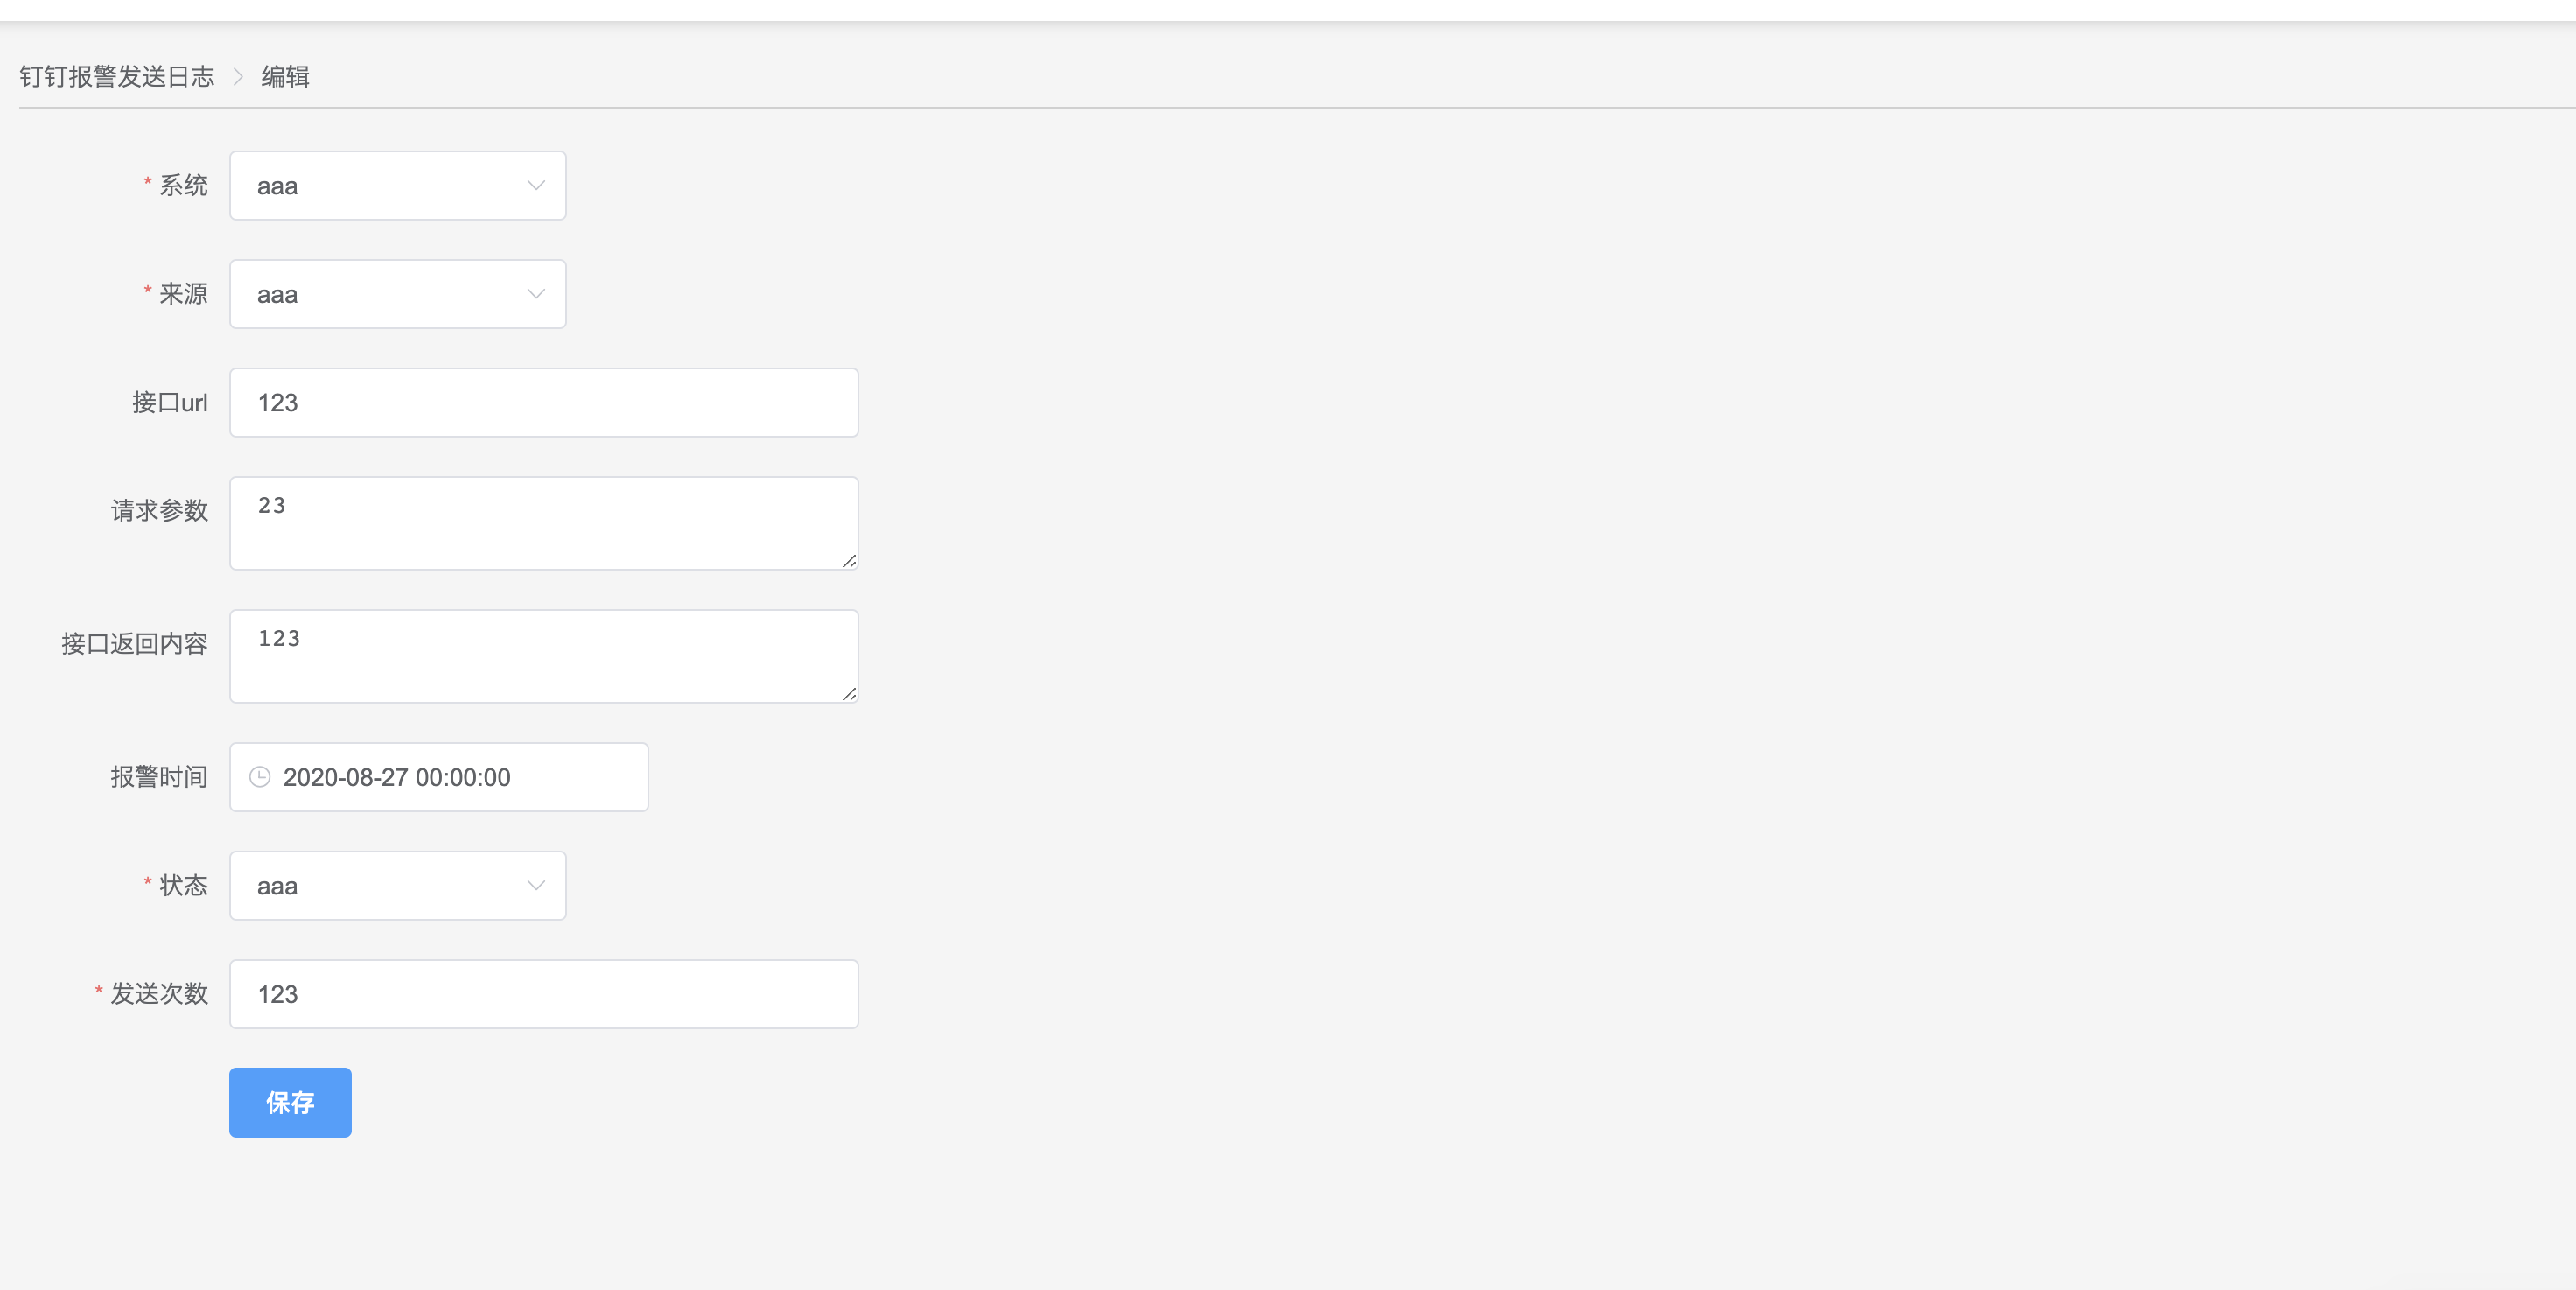 钉钉报警发送日志 > 编辑
* 系统 aaa
* 来源 aaa
接口url 123
请求参数 23
接口返回内容 123
报警时间 2020-08-27 00:00:00
* 状态 aaa
* 发送次数 123
保存